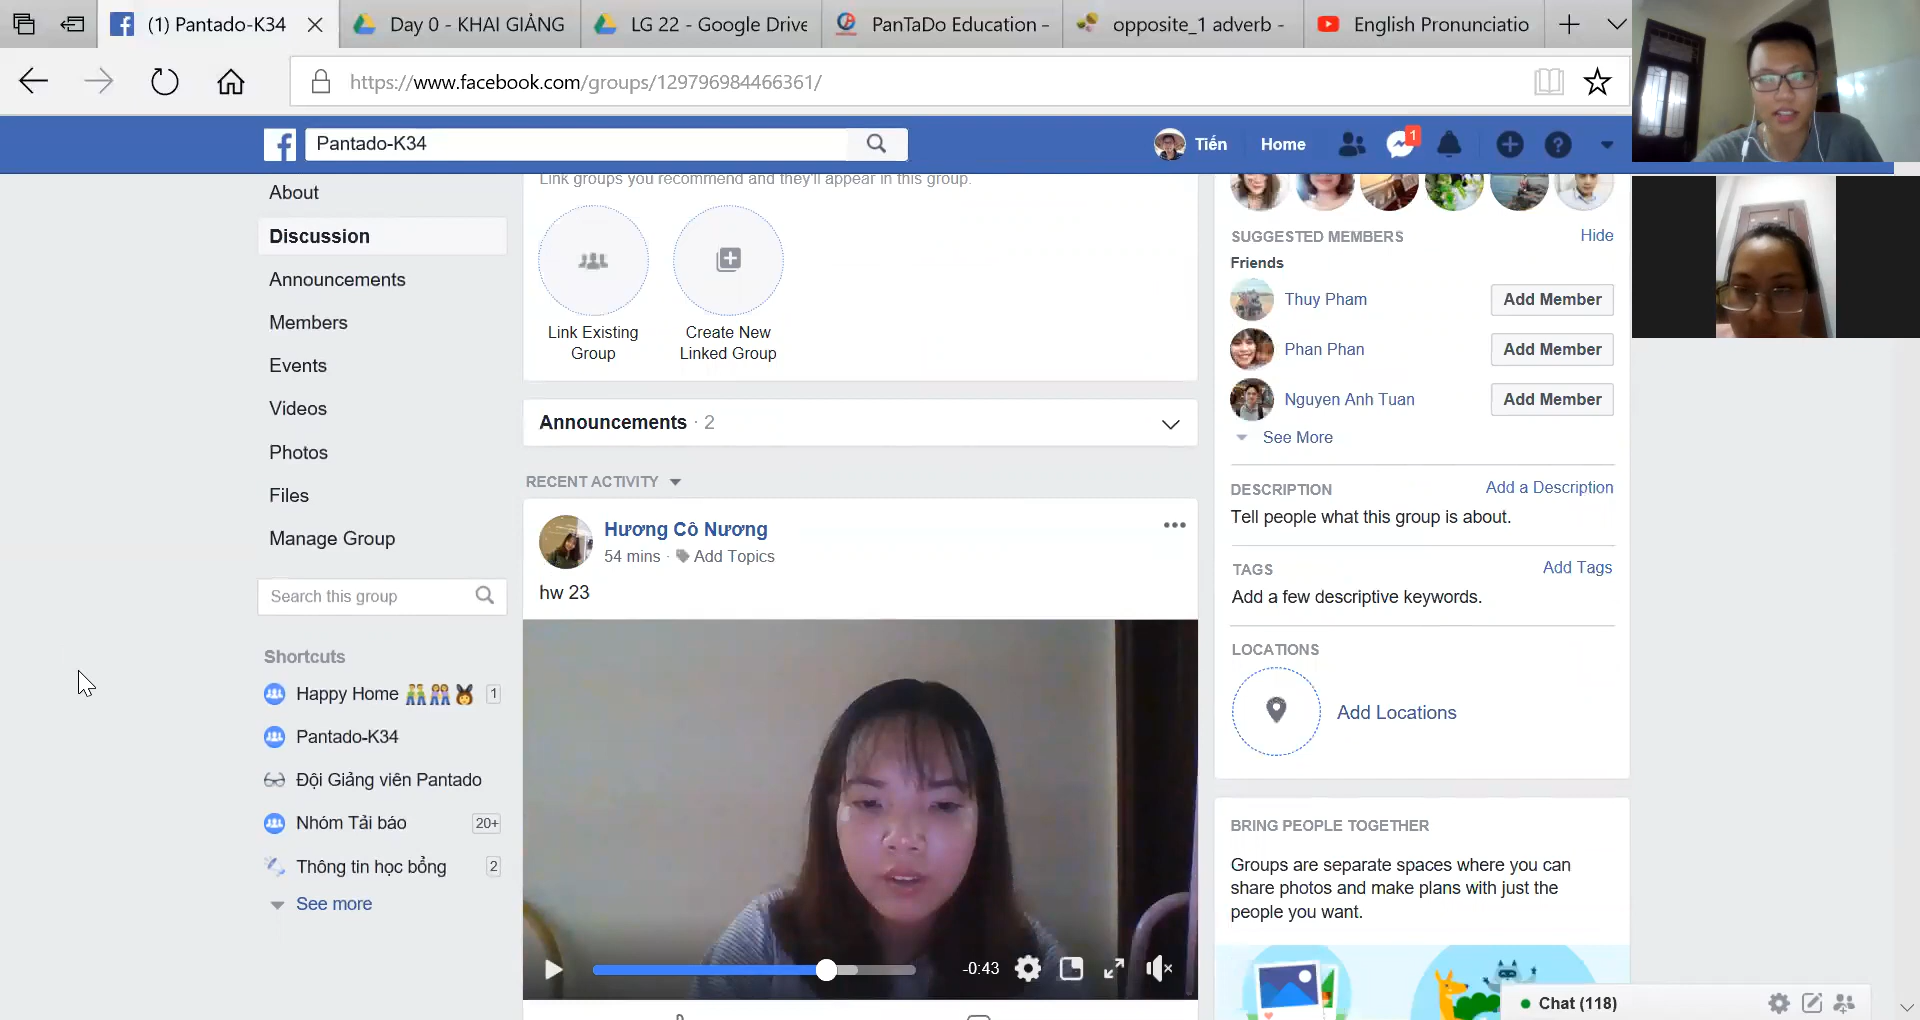 (1) Pantado-K34
Day 0 - KHAI GIẢNG
LG 22 - Google Drive
PanTaDo Education -
opposite_1 adverb -
English Pronunciatio
https://www.facebook.com/groups/129796984466361/
Pantado-K34
Tiến
Home
1
About
Discussion
Announcements
Members
Events
Videos
Photos
Files
Manage Group
Search this group
Shortcuts
Happy Home 1
Pantado-K34
Đội Giảng viên Pantado
Nhóm Tải báo 20+
Thông tin học bổng 2
See more
Link groups you recommend and they'll appear in this group.
Link Existing
Group
Create New
Linked Group
Announcements · 2
RECENT ACTIVITY
Hương Cô Nương
54 mins · Add Topics
hw 23
-0:43
SUGGESTED MEMBERS Hide
Friends
Thuy Pham Add Member
Phan Phan Add Member
Nguyen Anh Tuan Add Member
See More
DESCRIPTION Add a Description
Tell people what this group is about.
TAGS Add Tags
Add a few descriptive keywords.
LOCATIONS
Add Locations
BRING PEOPLE TOGETHER
Groups are separate spaces where you can
share photos and make plans with just the
people you want.
Chat (118)